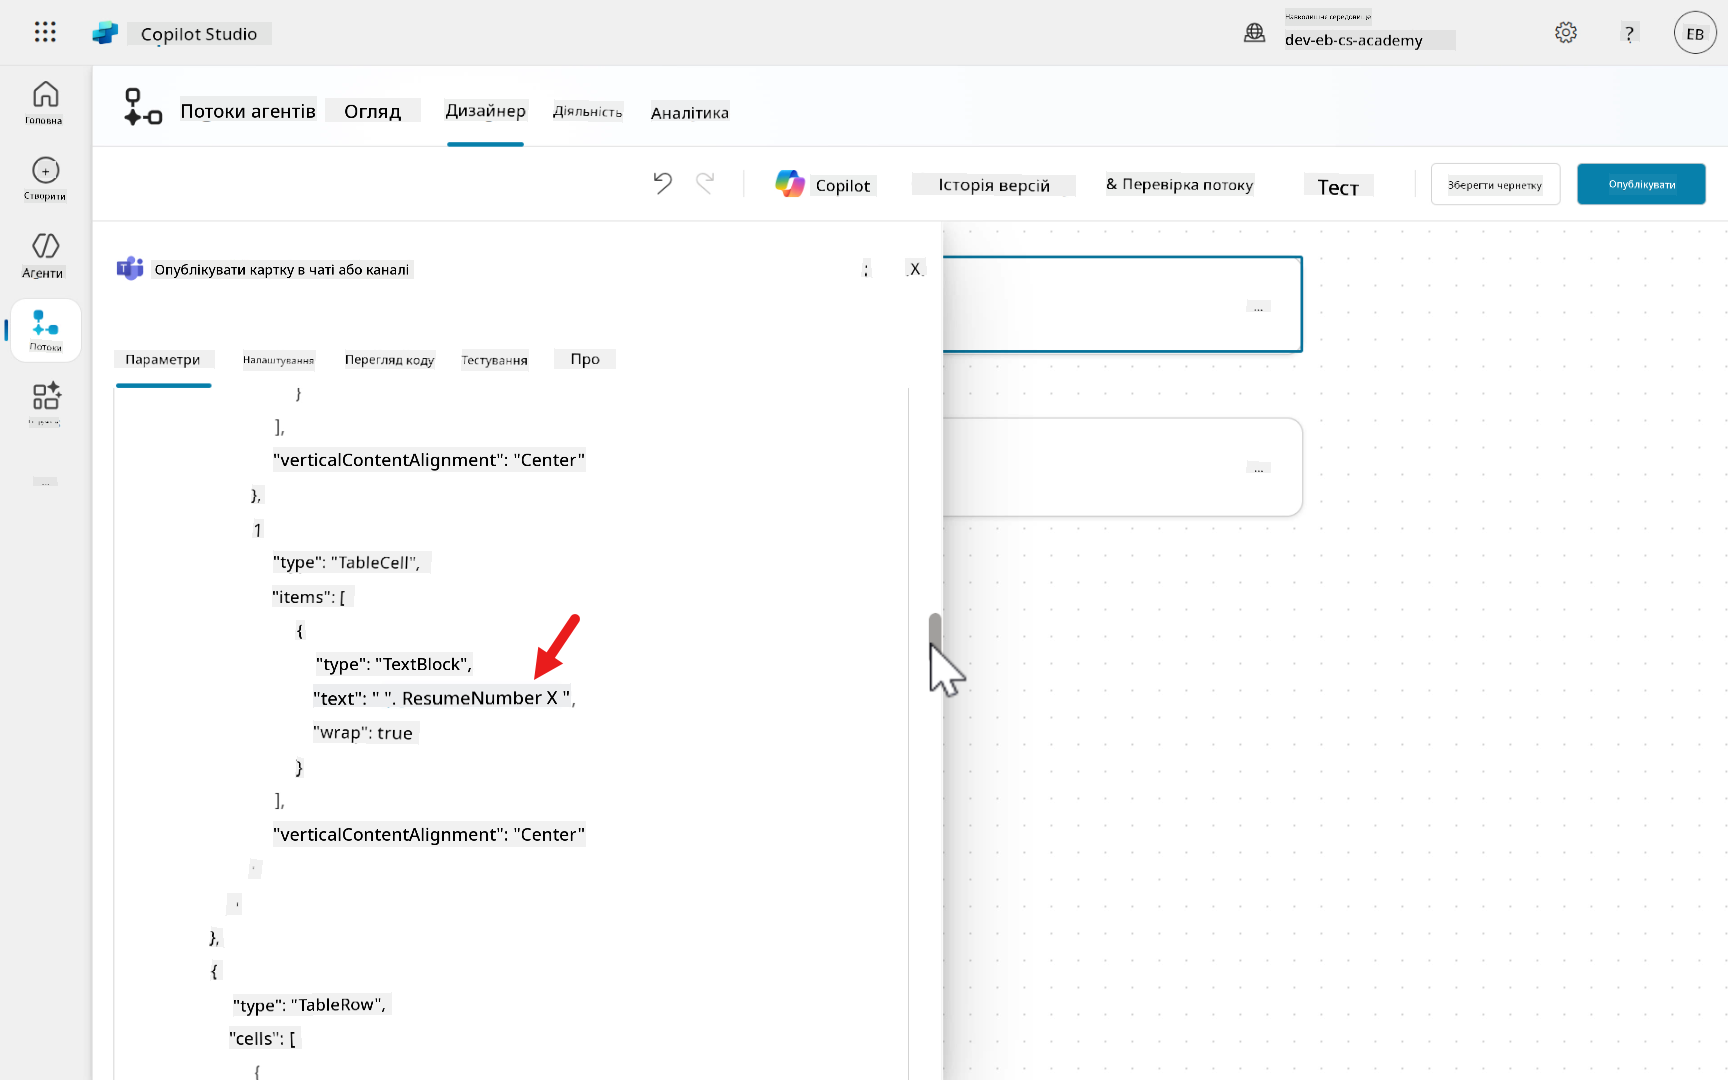 Copilot Studio
Навколишнє середовище
dev-eb-cs-academy
?
EB
Головна
Створити
Агенти
Потоки
...
Потоки агентів
Огляд
Дизайнер
Діяльність
Аналітика
Copilot
Історія версій
& Перевірка потоку
Тест
Зберегти чернетку
Опублікувати
Опублікувати картку в чаті або каналі
:
X
Параметри
Налаштування
Перегляд коду
Тестування
Про
...
...
}
],
"verticalContentAlignment": "Center"
},
1
"type": "TableCell",
"items": [
{
"type": "TextBlock",
"text": " ". ResumeNumber X ",
"wrap": true
}
],
"verticalContentAlignment": "Center"
},
{
"type": "TableRow",
"cells": [
{